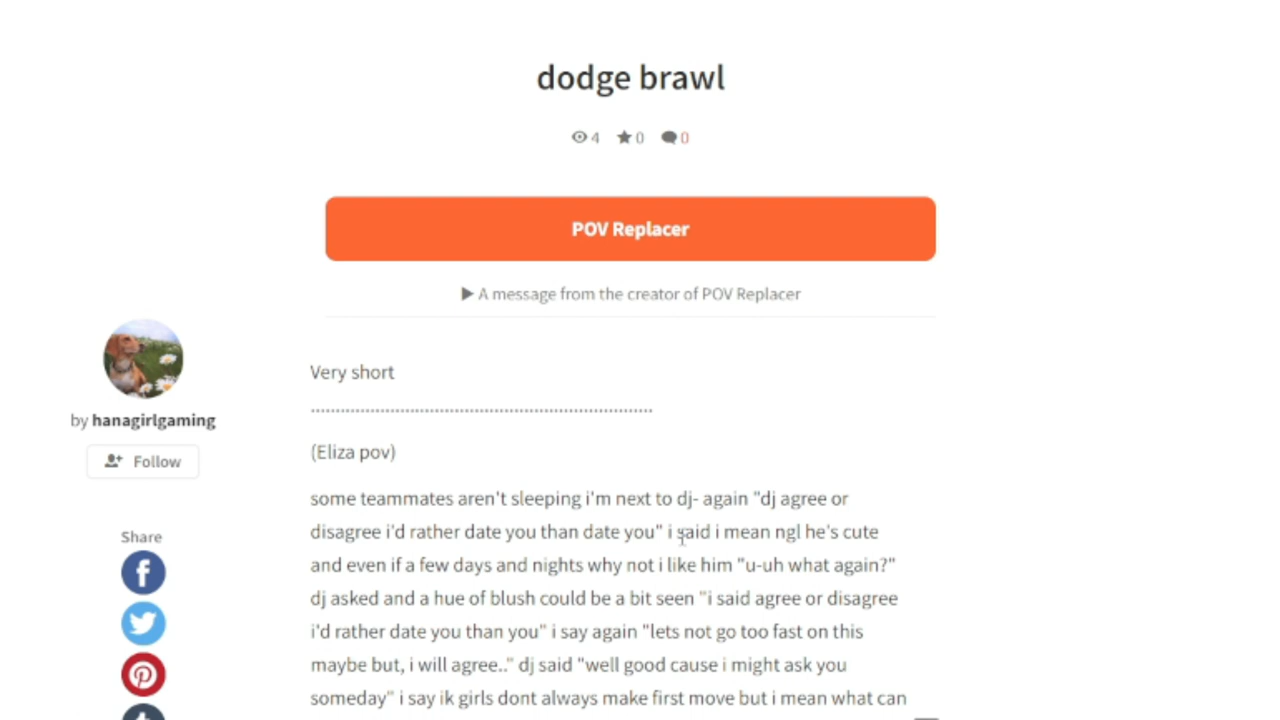 dodge brawl
4 0 0
POV Replacer
▶ A message from the creator of POV Replacer
by hanagirlgaming
Follow
Share
Very short
(Eliza pov)
some teammates aren't sleeping i'm next to dj- again "dj agree or
disagree i'd rather date you than date you" i said i mean ngl he's cute
and even if a few days and nights why not i like him "u-uh what again?"
dj asked and a hue of blush could be a bit seen "i said agree or disagree
i'd rather date you than you" i say again "lets not go too fast on this
maybe but, i will agree.." dj said "well good cause i might ask you
someday" i say ik girls dont always make first move but i mean what can